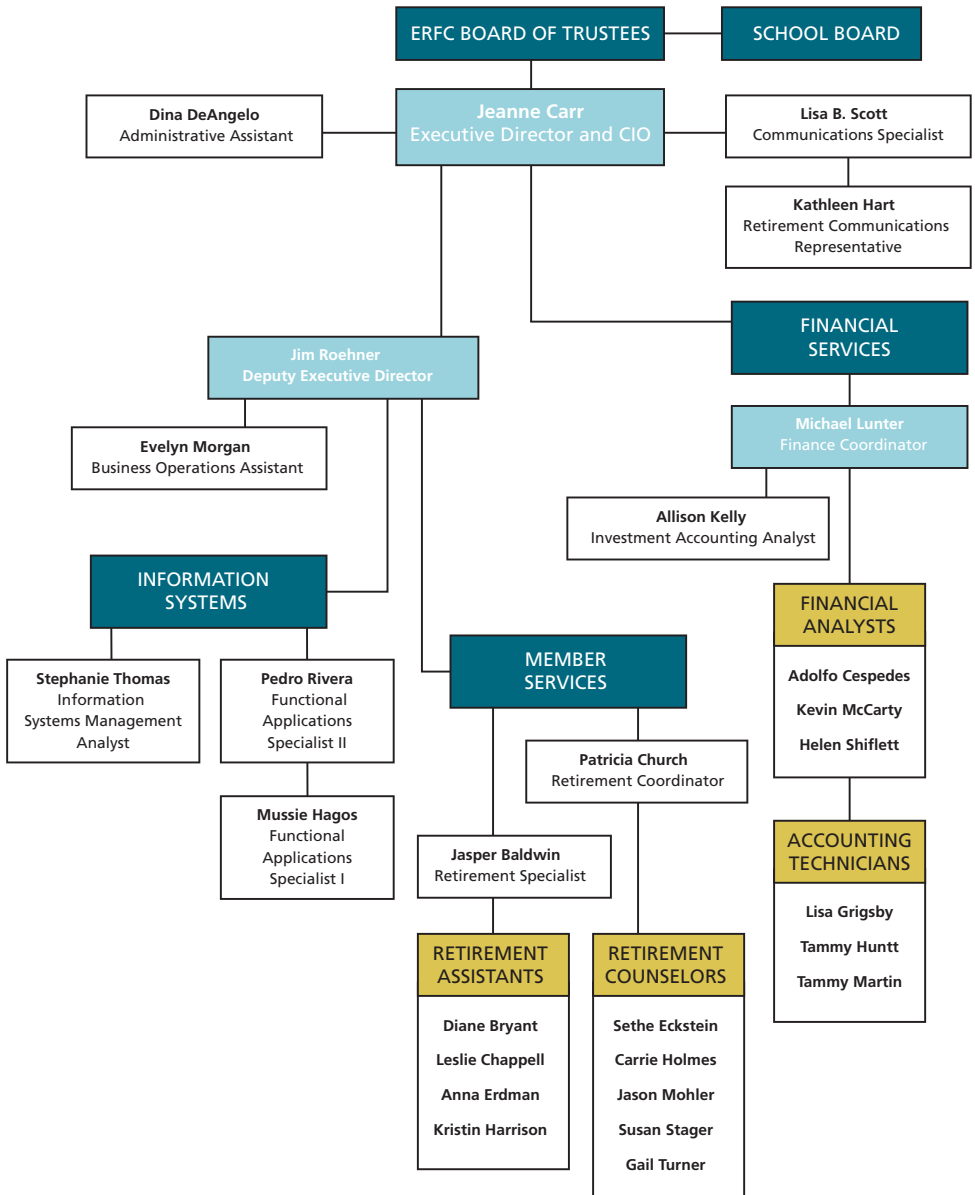 ERFC BOARD OF TRUSTEES
SCHOOL BOARD
Dina DeAngelo
Administrative Assistant
Jeanne Carr
Executive Director and CIO
Lisa B. Scott
Communications Specialist
Kathleen Hart
Retirement Communications
Representative
FINANCIAL
SERVICES
Jim Roehner
Deputy Executive Director
Michael Lunter
Finance Coordinator
Evelyn Morgan
Business Operations Assistant
Allison Kelly
Investment Accounting Analyst
INFORMATION
SYSTEMS
FINANCIAL
ANALYSTS
Adolfo Cespedes
Kevin McCarty
Helen Shiflett
Stephanie Thomas
Information
Systems Management
Analyst
Pedro Rivera
Functional
Applications
Specialist II
MEMBER
SERVICES
Patricia Church
Retirement Coordinator
Mussie Hagos
Functional
Applications
Specialist I
Jasper Baldwin
Retirement Specialist
ACCOUNTING
TECHNICIANS
Lisa Grigsby
Tammy Huntt
Tammy Martin
RETIREMENT
ASSISTANTS
Diane Bryant
Leslie Chappell
Anna Erdman
Kristin Harrison
RETIREMENT
COUNSELORS
Sethe Eckstein
Carrie Holmes
Jason Mohler
Susan Stager
Gail Turner